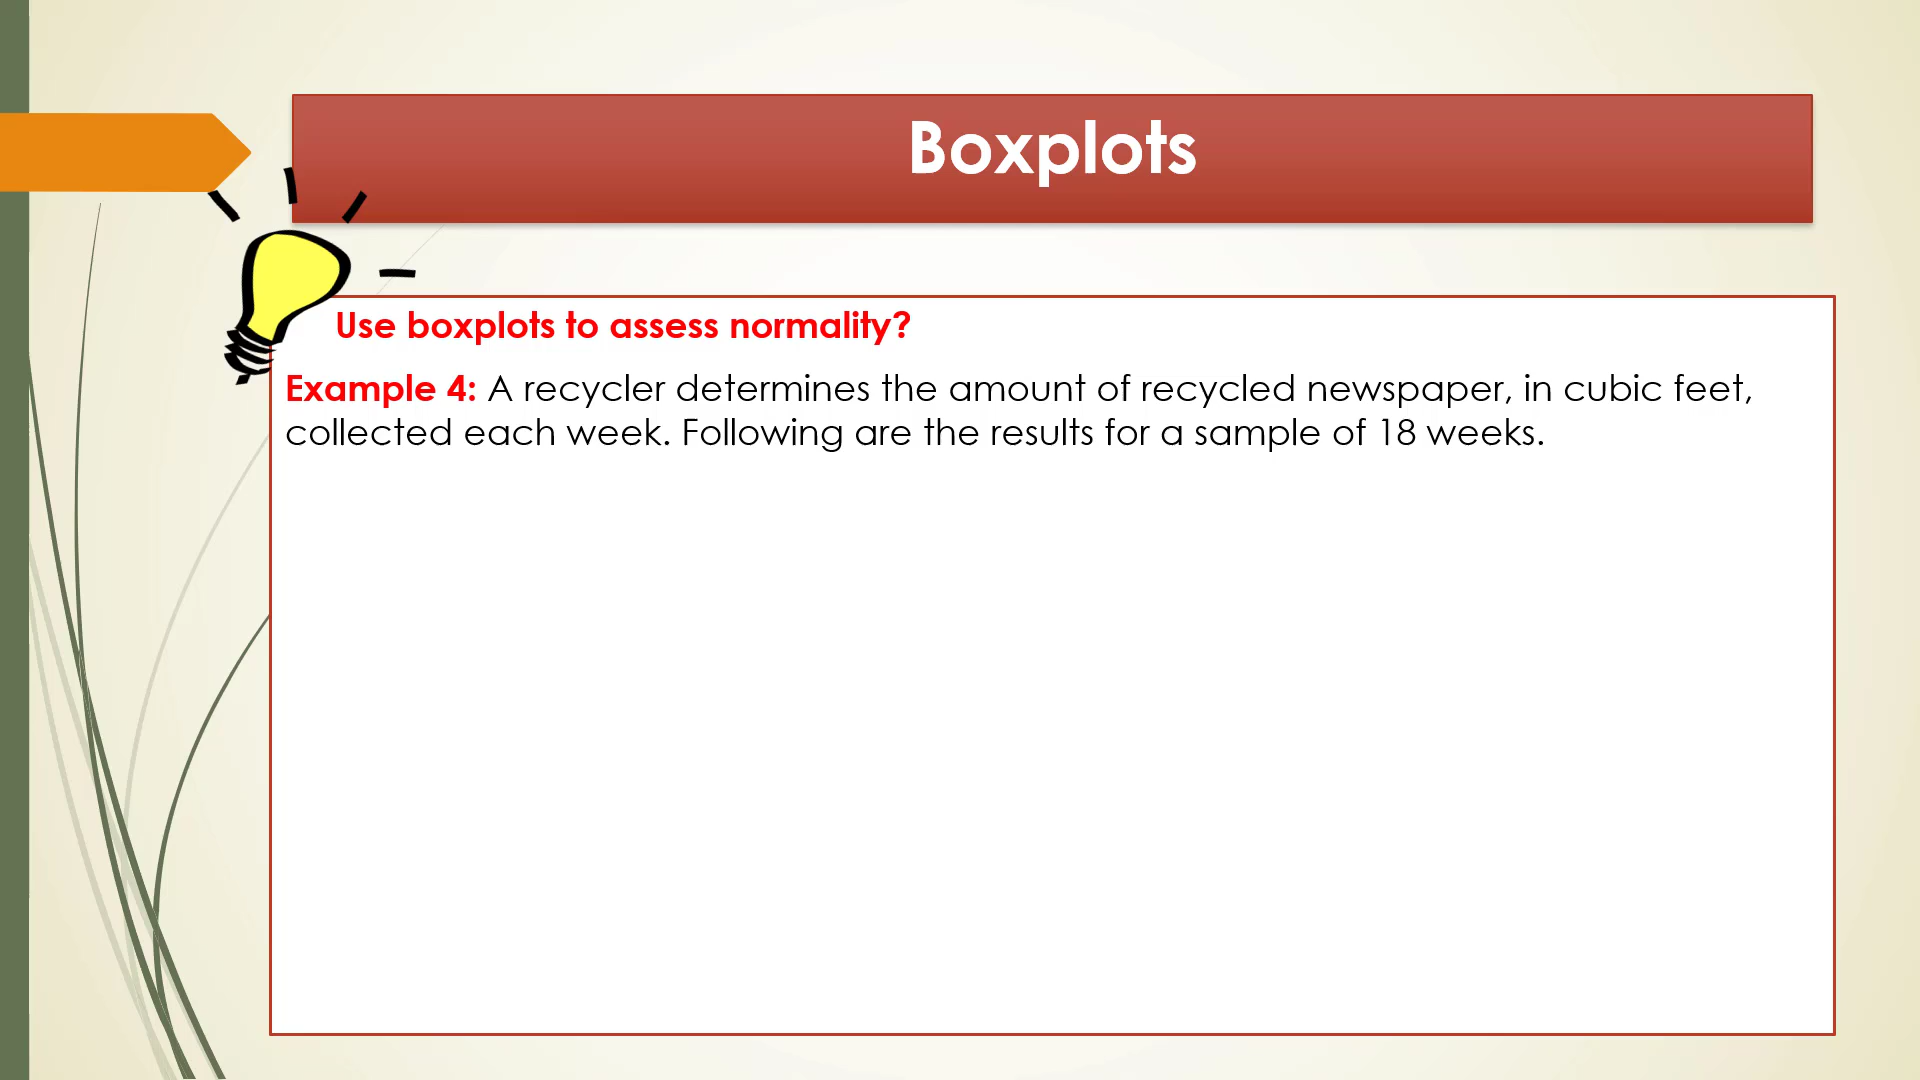 Boxplots
Use boxplots to assess normality?
Example 4: A recycler determines the amount of recycled newspaper, in cubic feet,
collected each week. Following are the results for a sample of 18 weeks.